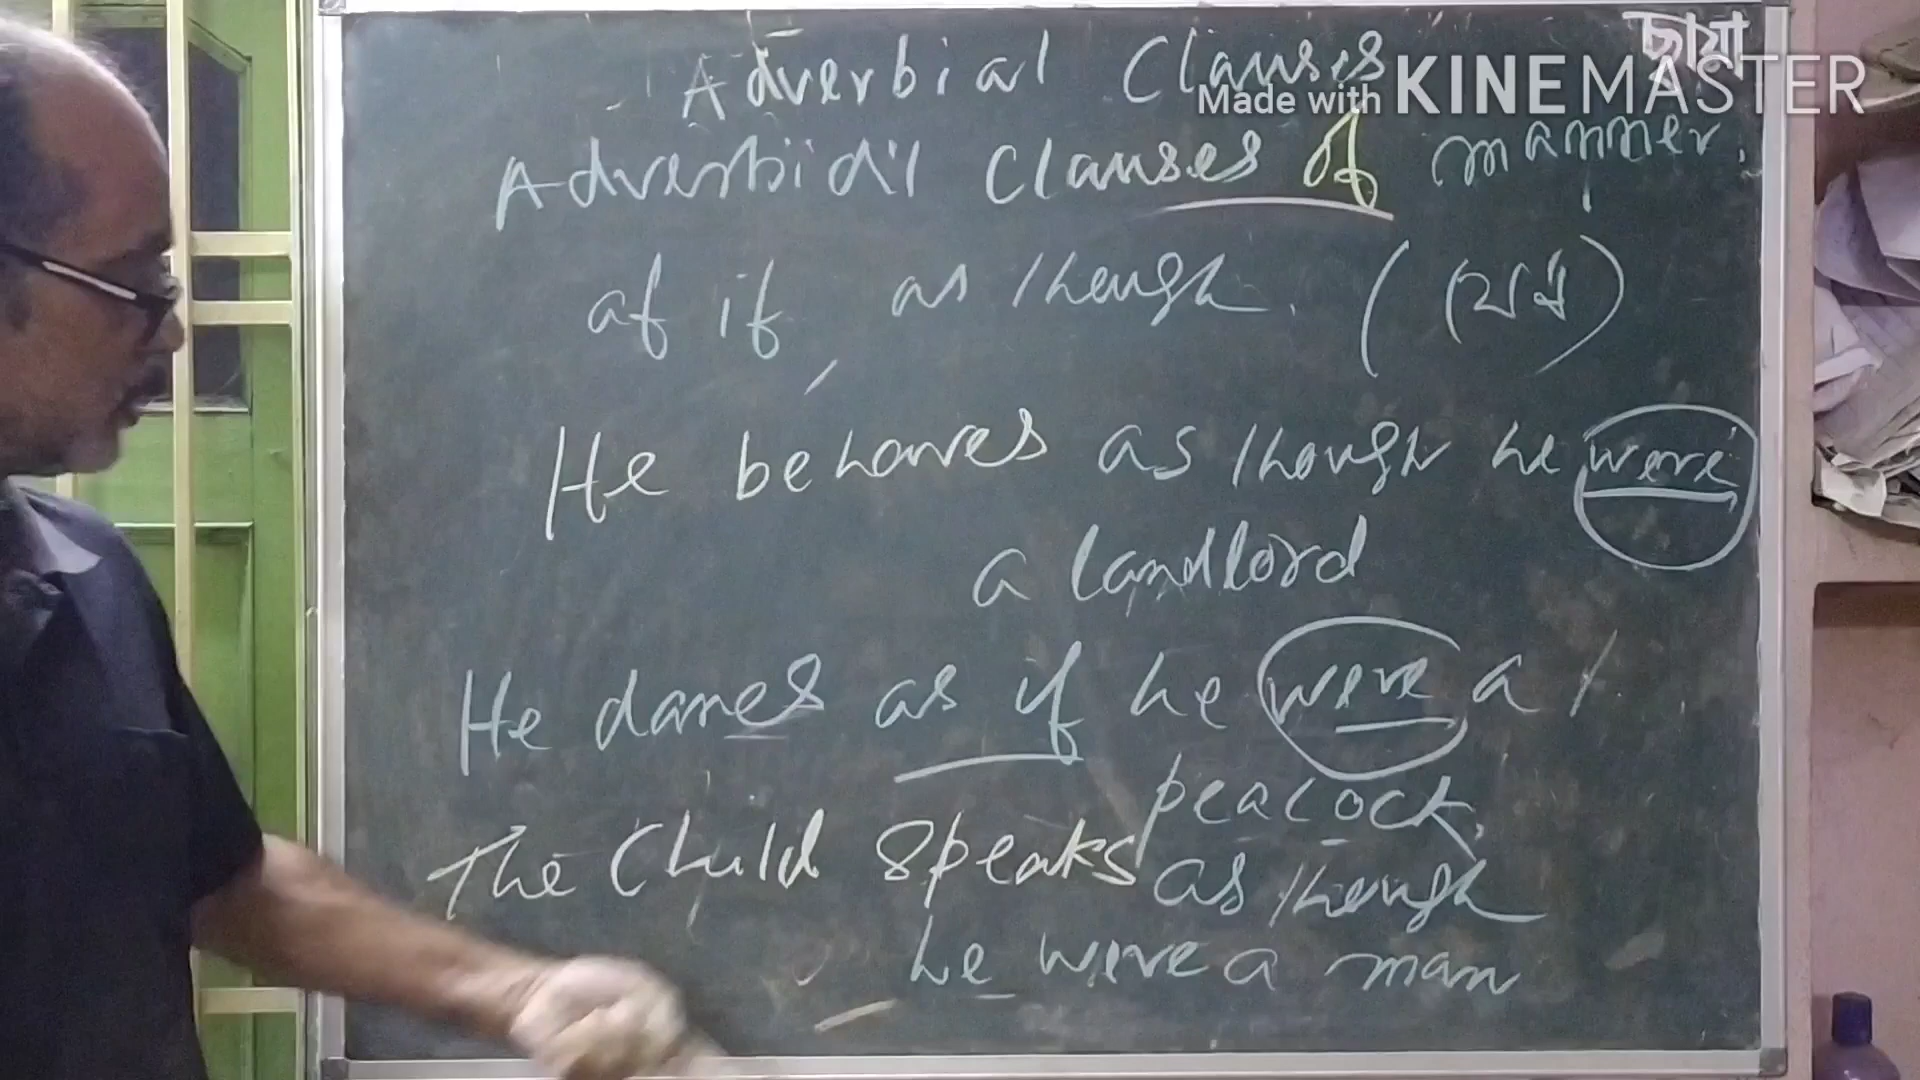 ছায়া
Made with KINEMASTER
Adverbial Clauses
Adverbial Clauses of manner.
as if, as though. (যেন)
He behaves as though he were
a landlord
He dances as if he were a
peacock.
The Child Speaks as though
he were a man